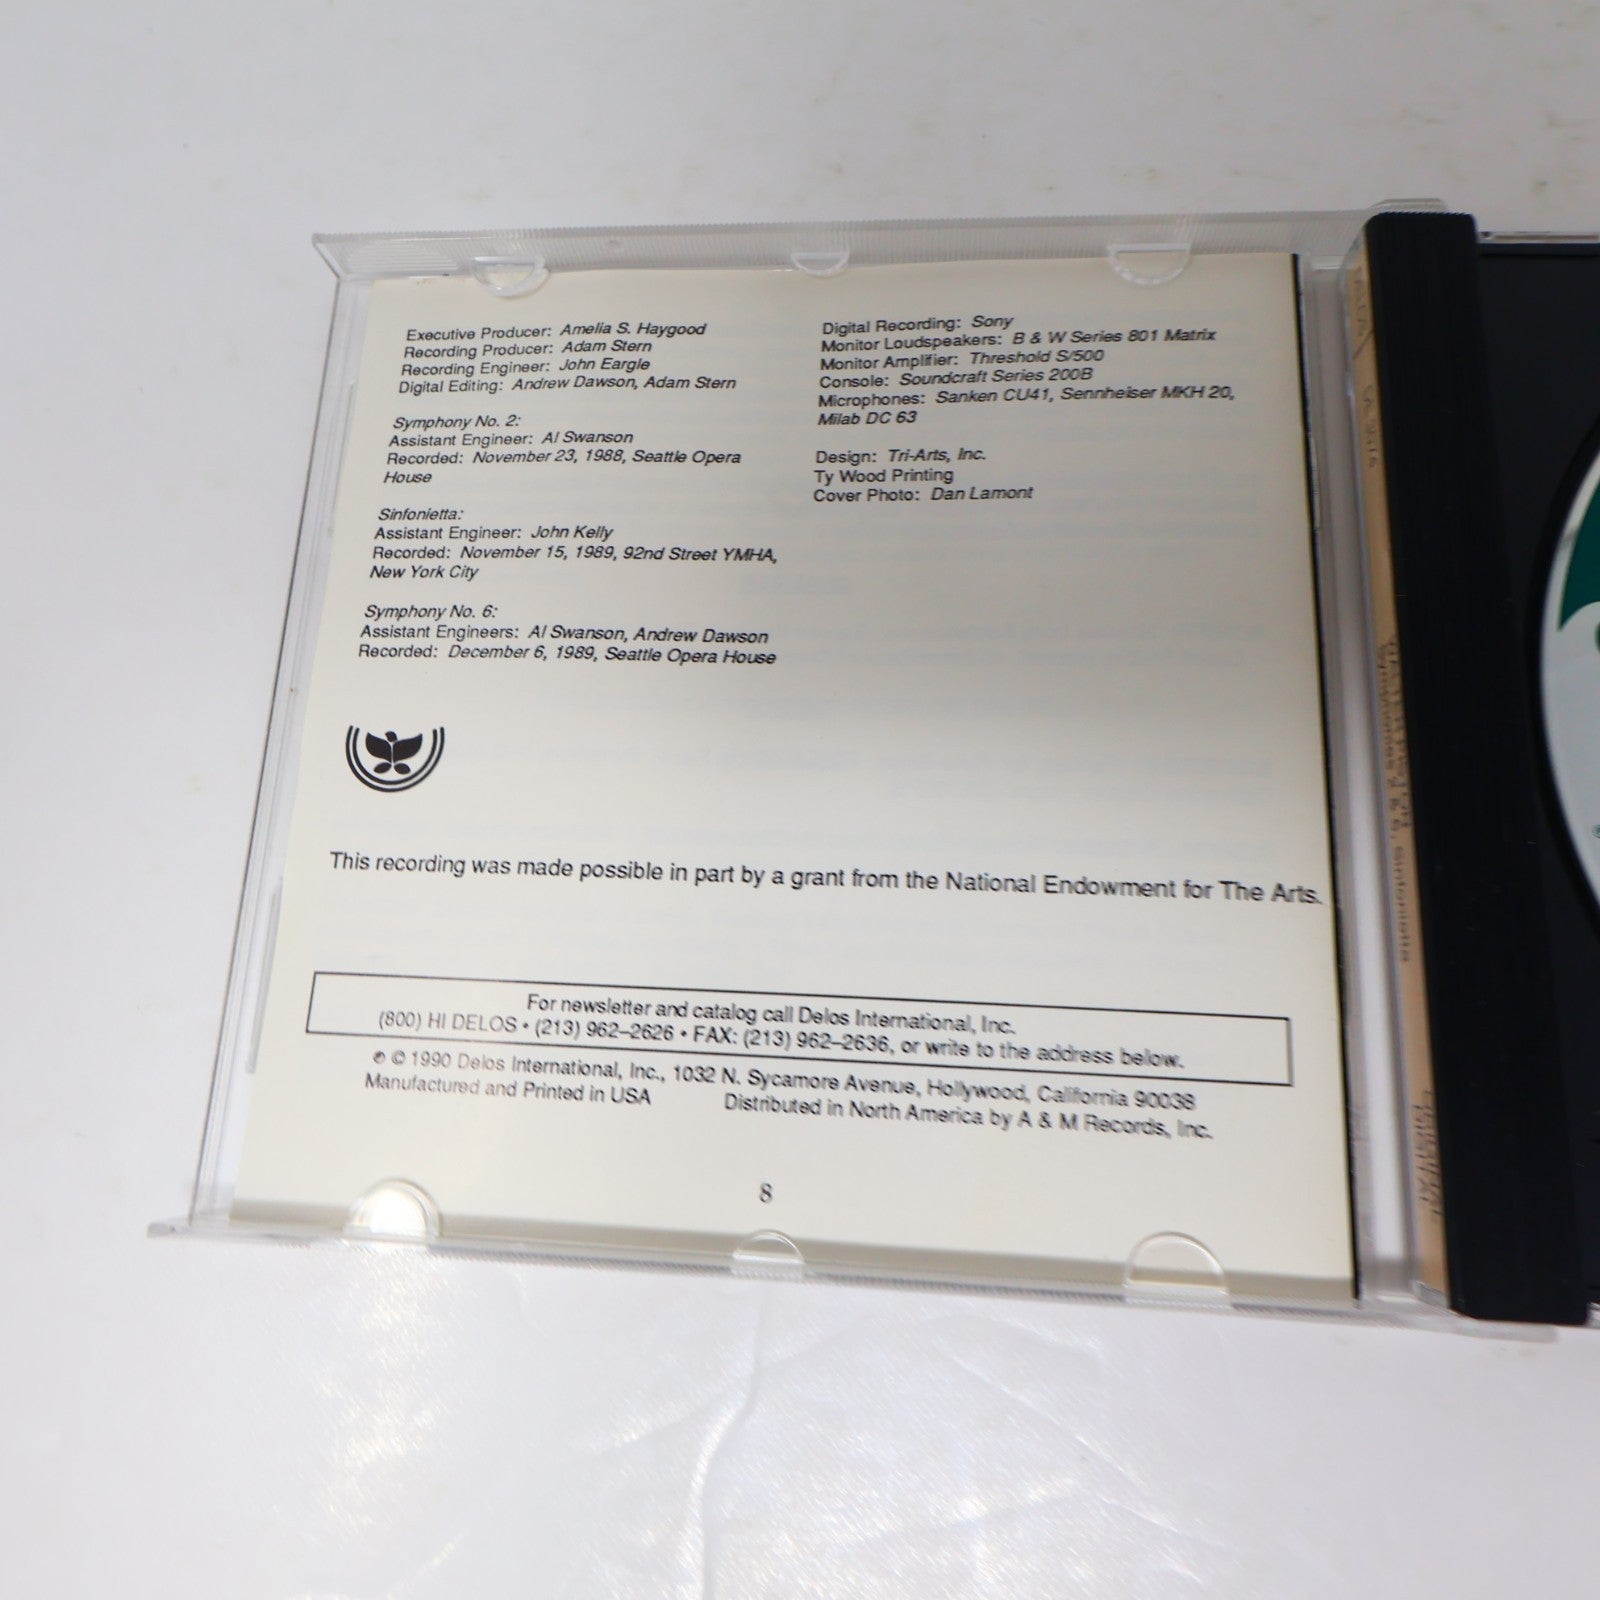 Executive Producer: Amelia S. Haygood
Recording Producer: Adam Stern
Recording Engineer: John Eargle
Digital Editing: Andrew Dawson, Adam Stern
Symphony No. 2:
Assistant Engineer: Al Swanson
Recorded: November 23, 1988, Seattle Opera
House
Sinfonietta:
Assistant Engineer: John Kelly
Recorded: November 15, 1989, 92nd Street YMHA,
New York City
Symphony No. 6:
Assistant Engineers: Al Swanson, Andrew Dawson
Recorded: December 6, 1989, Seattle Opera House
Digital Recording: Sony
Monitor Loudspeakers: B & W Series 801 Matrix
Monitor Amplifier: Threshold S/500
Console: Soundcraft Series 200B
Microphones: Sanken CU41, Sennheiser MKH 20,
Milab DC 63
Design: Tri-Arts, Inc.
Ty Wood Printing
Cover Photo: Dan Lamont
This recording was made possible in part by a grant from the National Endowment for The Arts.
For newsletter and catalog call Delos International, Inc.
(800) HI DELOS • (213) 962–2626 • FAX: (213) 962–2636, or write to the address below.
℗ © 1990 Delos International, Inc., 1032 N. Sycamore Avenue, Hollywood, California 90038
Manufactured and Printed in USA Distributed in North America by A & M Records, Inc.
8